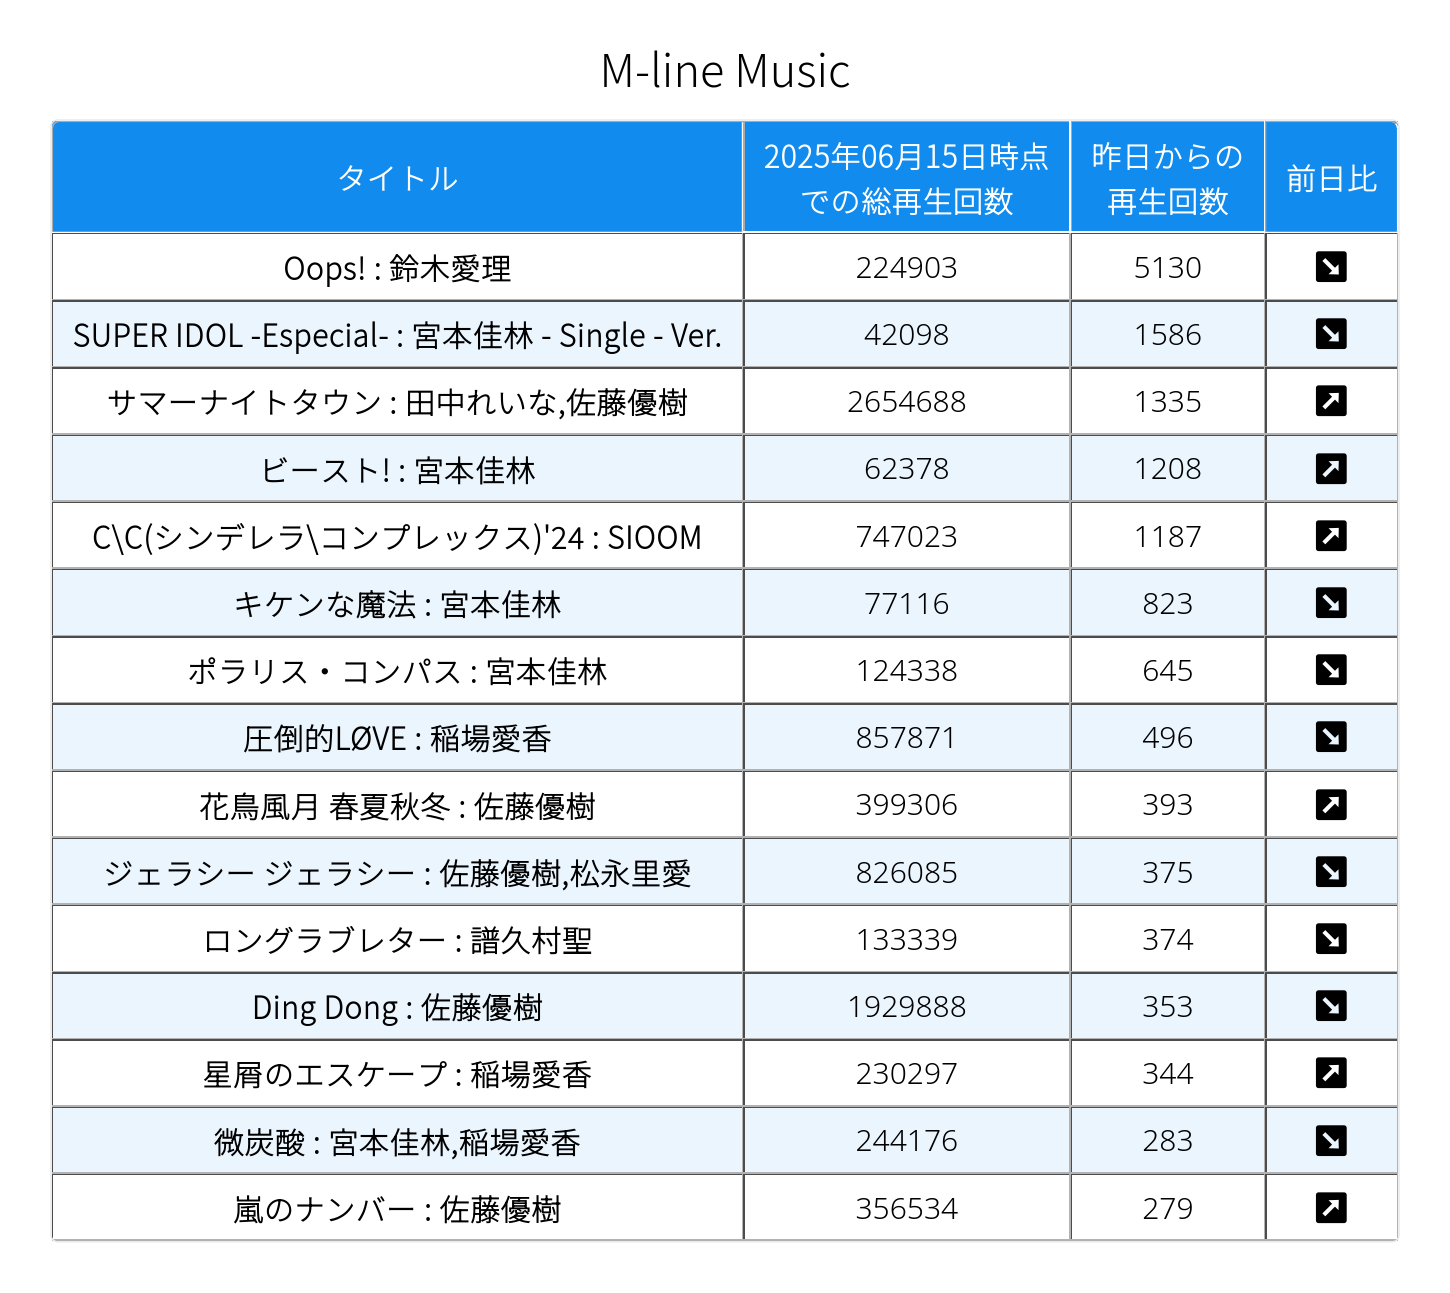 M-line Music
タイトル 2025年06月15日時点での総再生回数 昨日からの再生回数 前日比
Oops! : 鈴木愛理 224903 5130 ↘
SUPER IDOL -Especial- : 宮本佳林 - Single - Ver. 42098 1586 ↘
サマーナイトタウン : 田中れいな,佐藤優樹 2654688 1335 ↗
ビースト! : 宮本佳林 62378 1208 ↗
C\C(シンデレラ\コンプレックス)'24 : SIOOM 747023 1187 ↗
キケンな魔法 : 宮本佳林 77116 823 ↘
ポラリス・コンパス : 宮本佳林 124338 645 ↘
圧倒的LØVE : 稲場愛香 857871 496 ↘
花鳥風月 春夏秋冬 : 佐藤優樹 399306 393 ↗
ジェラシー ジェラシー : 佐藤優樹,松永里愛 826085 375 ↘
ロングラブレター : 譜久村聖 133339 374 ↘
Ding Dong : 佐藤優樹 1929888 353 ↘
星屑のエスケープ : 稲場愛香 230297 344 ↗
微炭酸 : 宮本佳林,稲場愛香 244176 283 ↘
嵐のナンバー : 佐藤優樹 356534 279 ↗